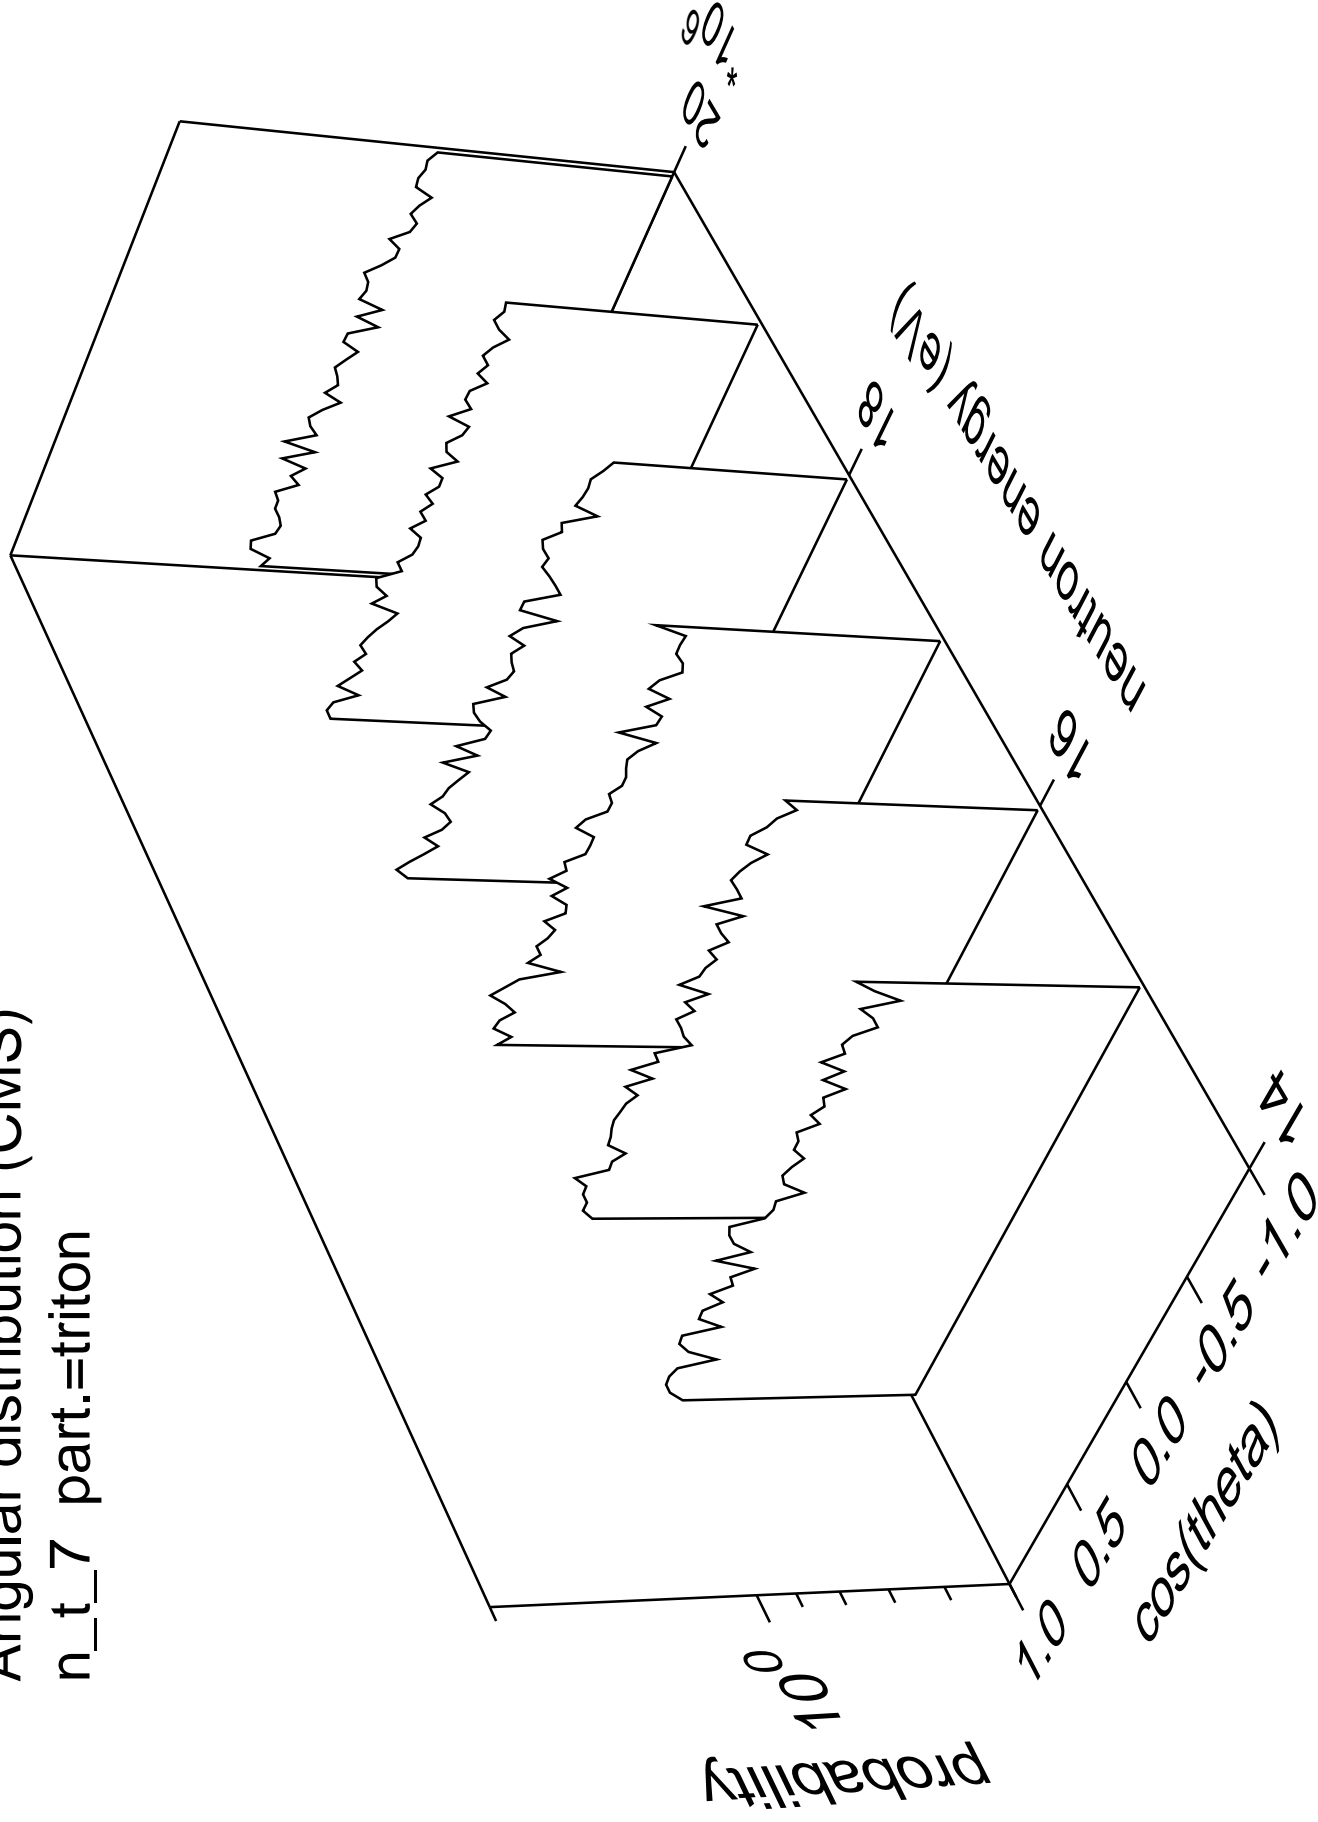 Angular distribution (CMS)
n_t_7 part.=triton
probability
10 0
1.0 0.5 0.0 -0.5 -1.0
cos(theta)
14 16 18 20
* 10 6
neutron energy (eV)